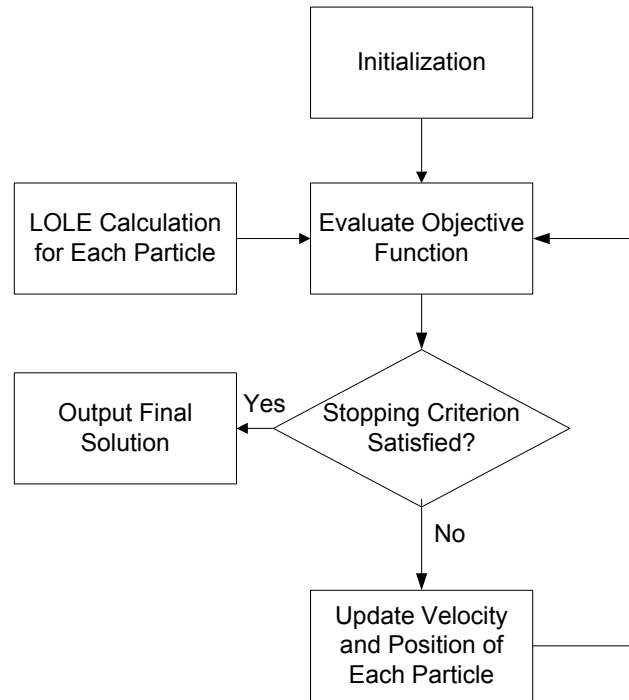 Initialization
LOLE Calculation
for Each Particle
Evaluate Objective
Function
Output Final
Solution
Yes
Stopping Criterion
Satisfied?
No
Update Velocity
and Position of
Each Particle